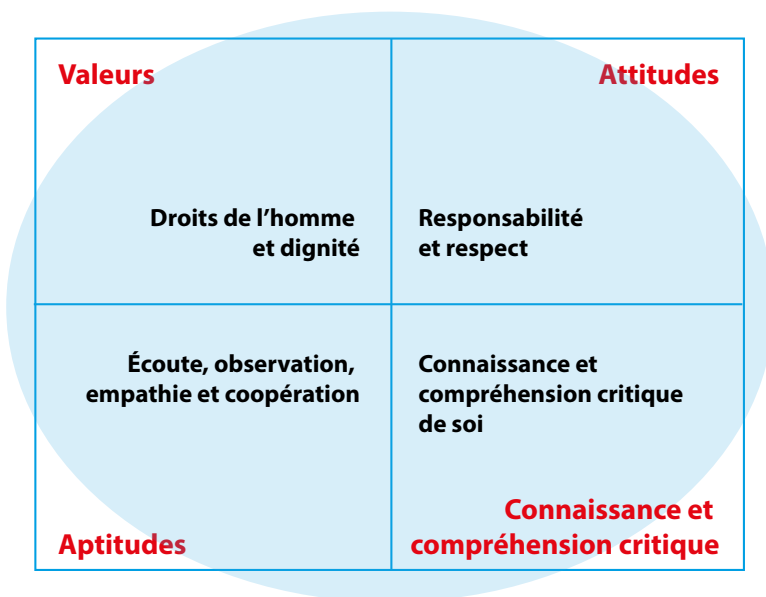 Valeurs
Attitudes
Droits de l’homme
et dignité
Responsabilité
et respect
Écoute, observation,
empathie et coopération
Connaissance et
compréhension critique
de soi
Aptitudes
Connaissance et
compréhension critique